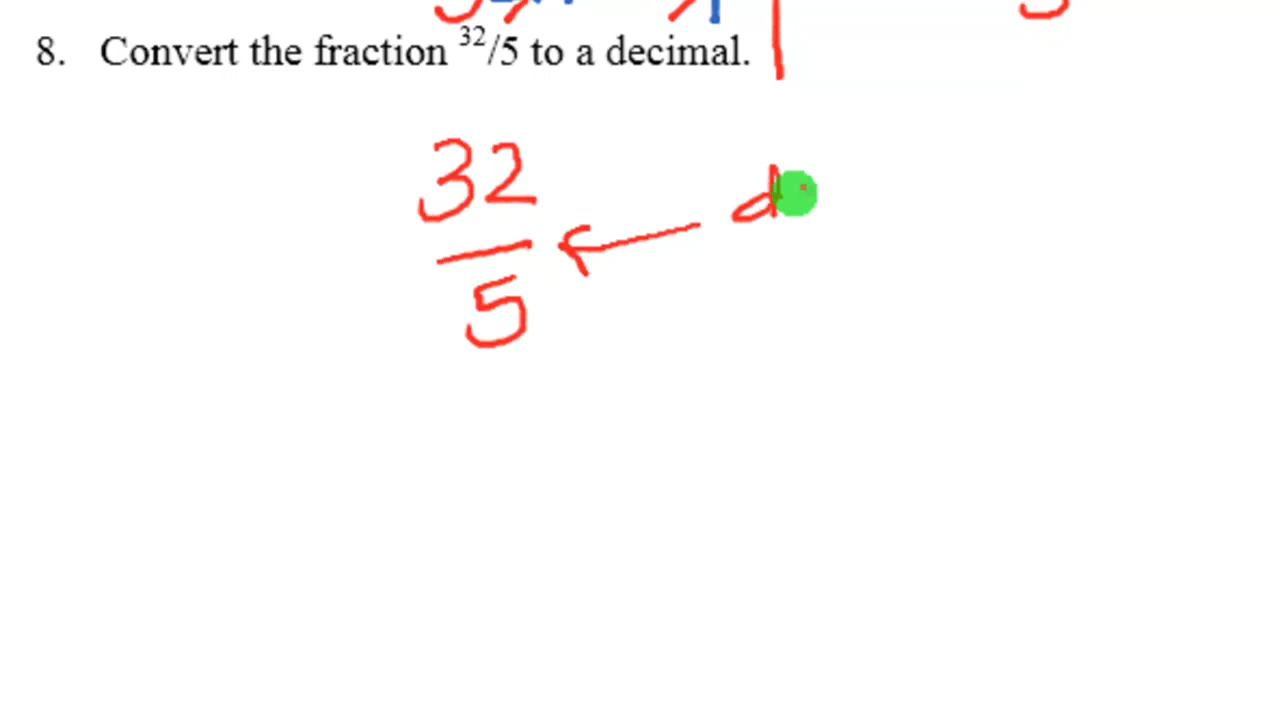 8. Convert the fraction ³²/5 to a decimal.
32
5
d